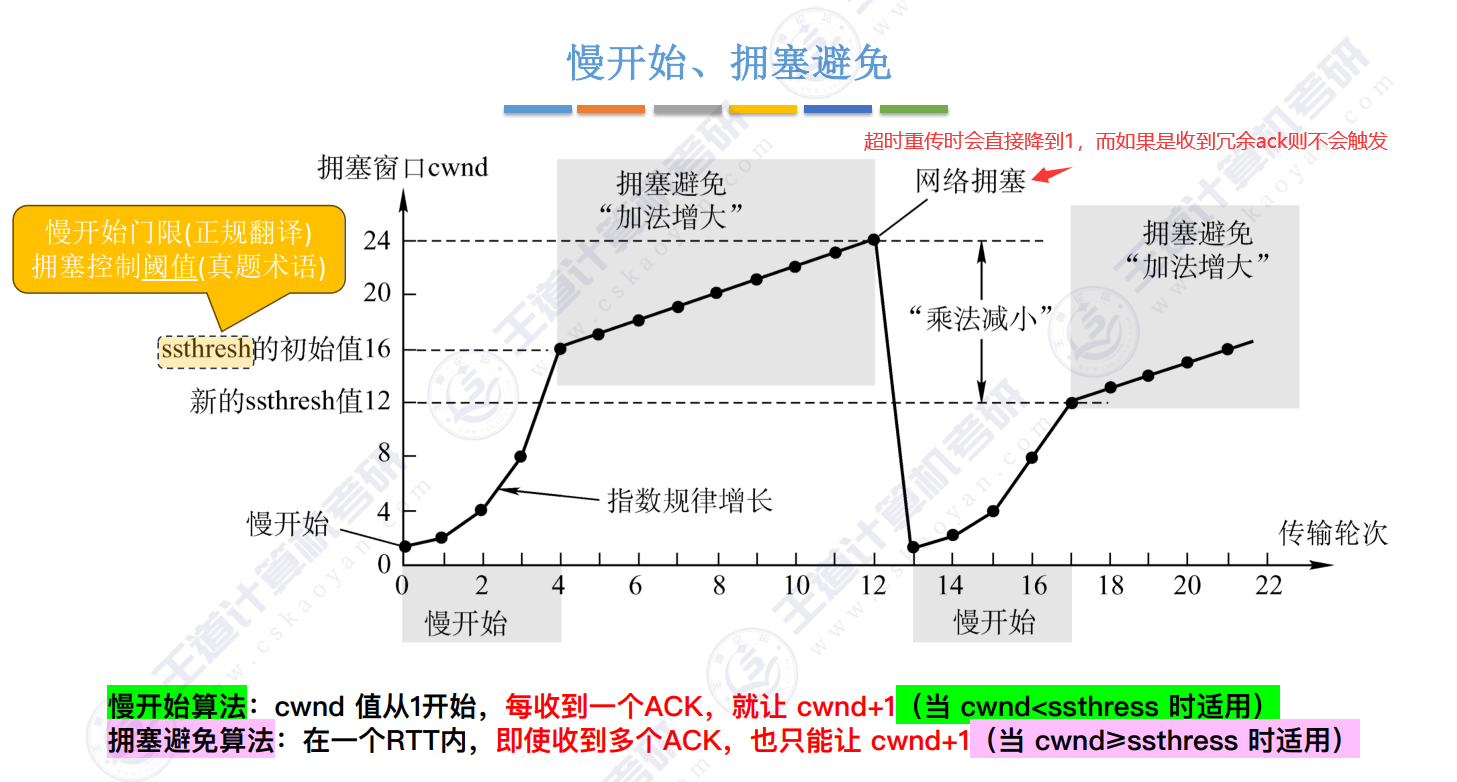 慢开始、拥塞避免
超时重传时会直接降到1，而如果是收到冗余ack则不会触发
拥塞窗口cwnd
拥塞避免
“加法增大”
网络拥塞
拥塞避免
“加法增大”
慢开始门限(正规翻译)
拥塞控制阈值(真题术语)
24
20
“乘法减小”
ssthresh的初始值16
新的ssthresh值12
8
4
指数规律增长
慢开始
传输轮次
0
0 2 4 6 8 10 12 14 16 18 20 22
慢开始
慢开始
慢开始算法：cwnd 值从1开始，每收到一个ACK，就让 cwnd+1（当 cwnd<ssthress 时适用）
拥塞避免算法：在一个RTT内，即使收到多个ACK，也只能让 cwnd+1（当 cwnd≥ssthress 时适用）
王道计算机考研
www.cskaoyan.com